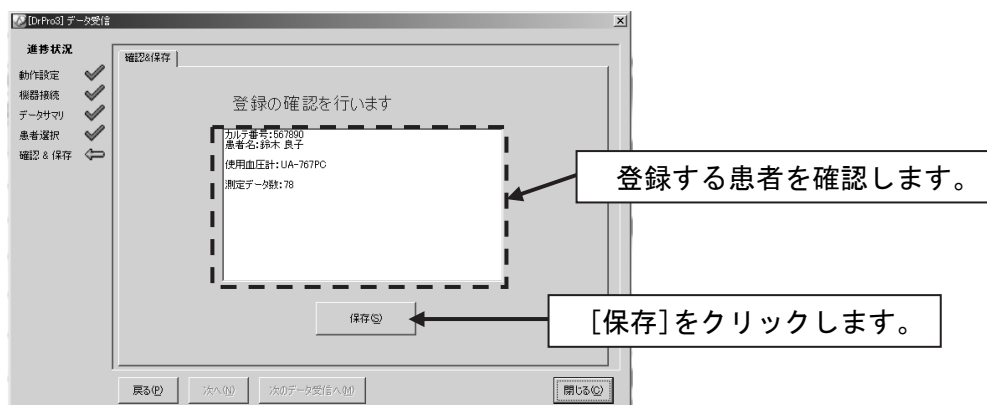 [DrPro3] データ受信
進捗状況
動作設定
機器接続
データサマリ
患者選択
確認 & 保存
確認&保存
登録の確認を行います
カルテ番号:567890
患者名:鈴木 良子
使用血圧計:UA-767PC
測定データ数:78
保存(S)
登録する患者を確認します。
[保存]をクリックします。
戻る(P)
次へ(N)
次のデータ受信へ(M)
閉じる(C)